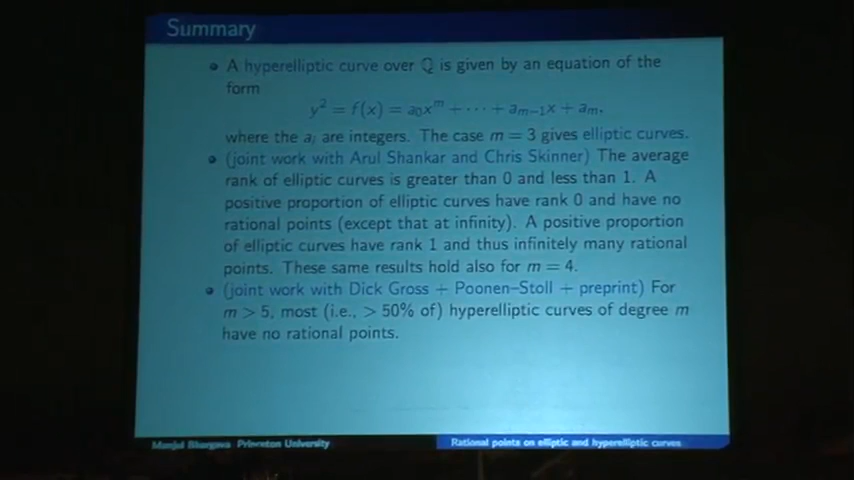 Summary
• A hyperelliptic curve over ℚ is given by an equation of the
form
y² = f(x) = a₀xᵐ + ··· + aₘ₋₁x + aₘ,
where the aᵢ are integers. The case m = 3 gives elliptic curves.
• (joint work with Arul Shankar and Chris Skinner) The average
rank of elliptic curves is greater than 0 and less than 1. A
positive proportion of elliptic curves have rank 0 and have no
rational points (except that at infinity). A positive proportion
of elliptic curves have rank 1 and thus infinitely many rational
points. These same results hold also for m = 4.
• (joint work with Dick Gross + Poonen–Stoll + preprint) For
m > 5, most (i.e., > 50% of) hyperelliptic curves of degree m
have no rational points.
Manjul Bhargava Princeton University
Rational points on elliptic and hyperelliptic curves